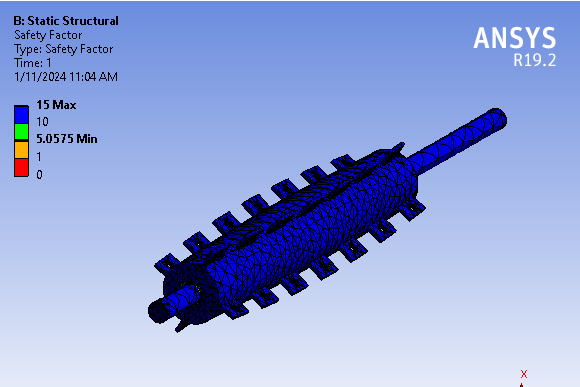 B: Static Structural
Safety Factor
Type: Safety Factor
Time: 1
1/11/2024 11:04 AM
ANSYS
R19.2
15 Max
10
5.0575 Min
1
0
X